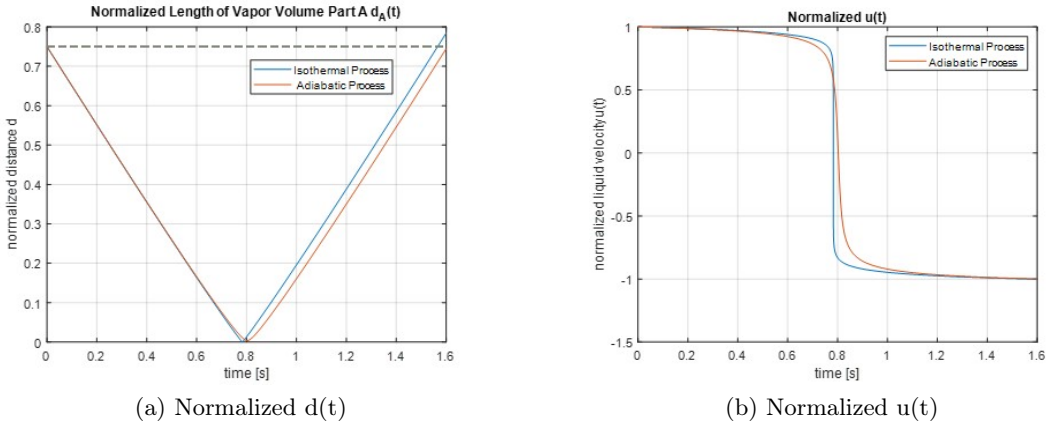 Normalized Length of Vapor Volume Part A d_A(t)
0.8
0.7
0.6
0.5
0.4
0.3
0.2
0.1
0
normalized distance d
Isothermal Process
Adiabatic Process
0 0.2 0.4 0.6 0.8 1 1.2 1.4 1.6
time [s]
(a) Normalized d(t)
Normalized u(t)
1
0.5
0
-0.5
-1
-1.5
normalized liquid velocity u(t)
Isothermal Process
Adiabatic Process
0 0.2 0.4 0.6 0.8 1 1.2 1.4 1.6
time [s]
(b) Normalized u(t)